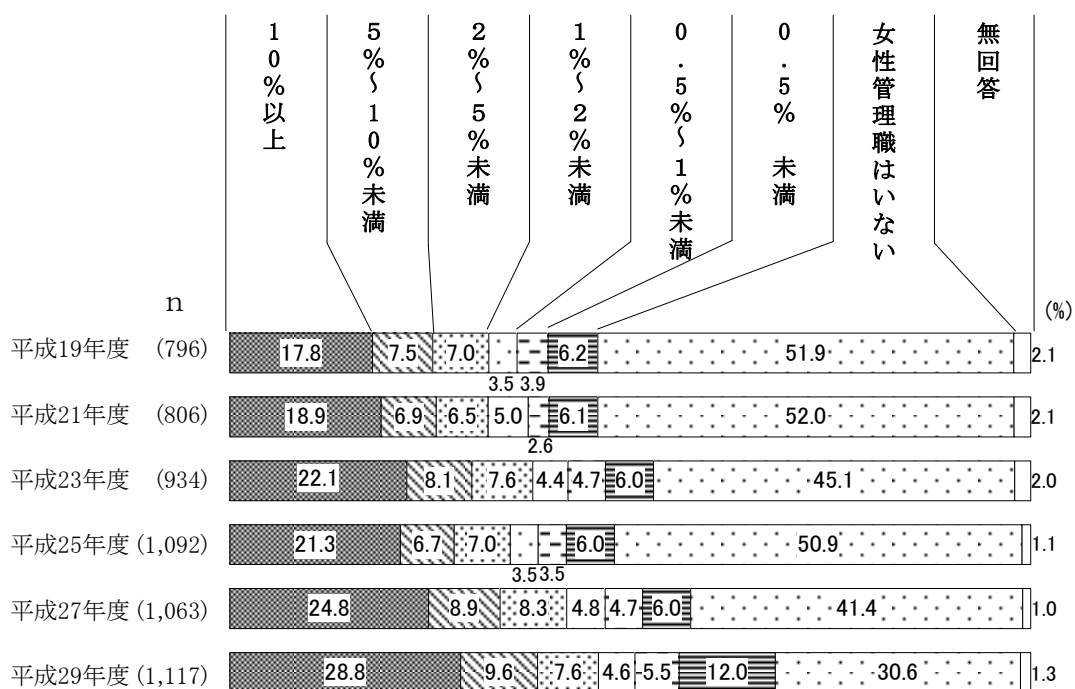 10%以上
5%~10%未満
2%~5%未満
1%~2%未満
0.5%~1%未満
0.5% 未満
女性管理職はいない
無回答
n
(%)
平成19年度 (796) 17.8 7.5 7.0 6.2 51.9 2.1
3.5 3.9
平成21年度 (806) 18.9 6.9 6.5 5.0 6.1 52.0 2.1
2.6
平成23年度 (934) 22.1 8.1 7.6 4.4 4.7 6.0 45.1 2.0
平成25年度 (1,092) 21.3 6.7 7.0 6.0 50.9 1.1
3.5 3.5
平成27年度 (1,063) 24.8 8.9 8.3 4.8 4.7 6.0 41.4 1.0
平成29年度 (1,117) 28.8 9.6 7.6 4.6 5.5 12.0 30.6 1.3